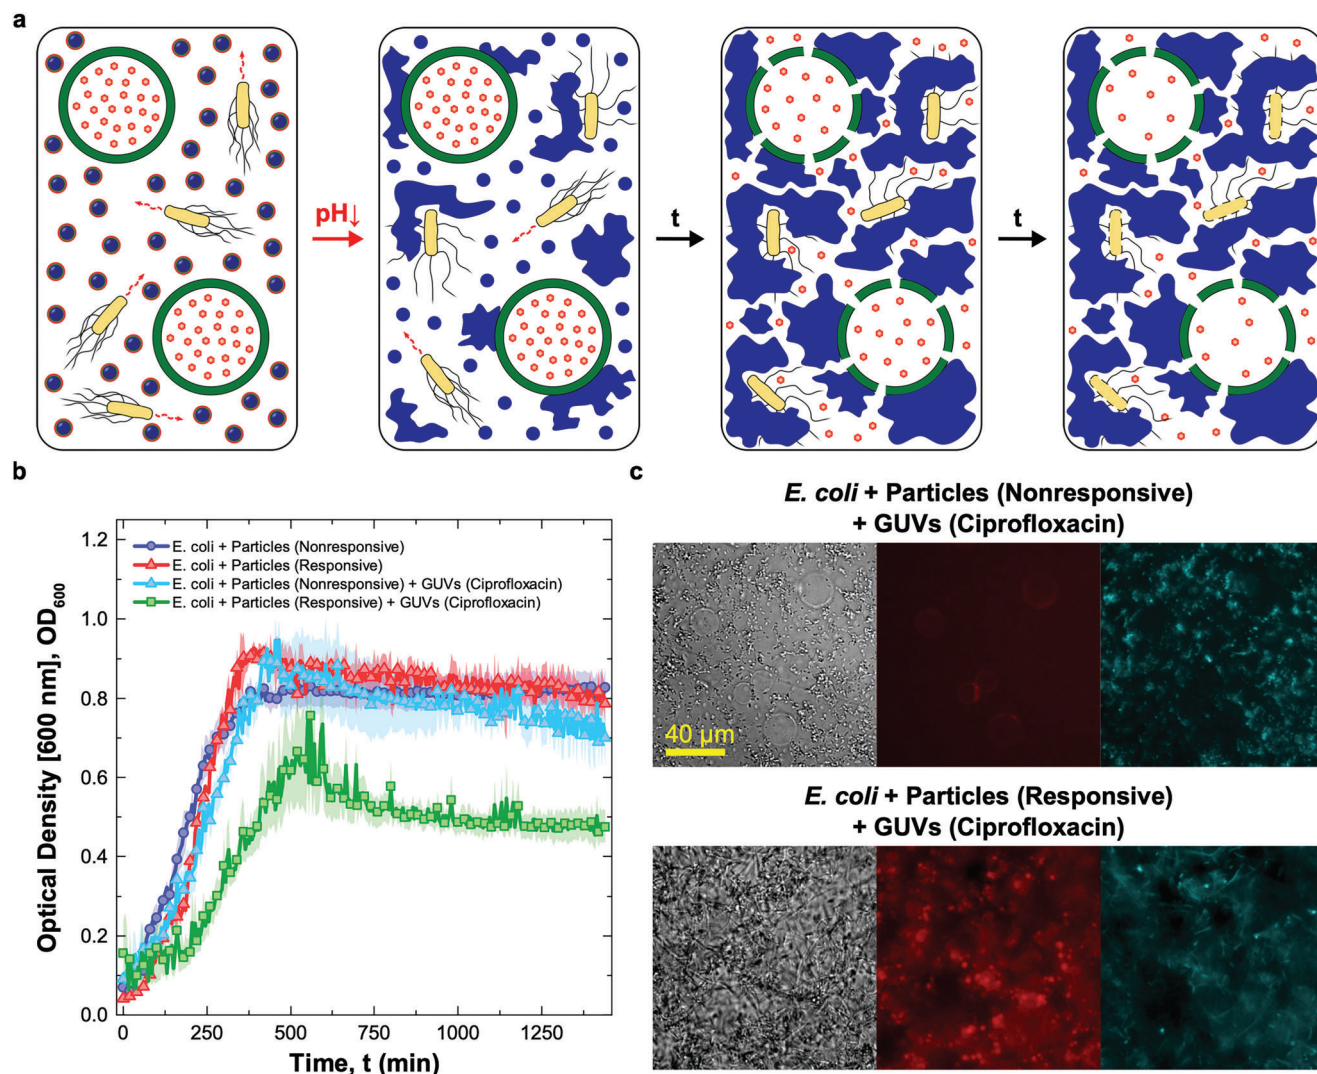 a
pH↓
t
t
b
Optical Density [600 nm], OD600
1.2
1.0
0.8
0.6
0.4
0.2
0.0
E. coli + Particles (Nonresponsive)
E. coli + Particles (Responsive)
E. coli + Particles (Nonresponsive) + GUVs (Ciprofloxacin)
E. coli + Particles (Responsive) + GUVs (Ciprofloxacin)
0 250 500 750 1000 1250
Time, t (min)
c
E. coli + Particles (Nonresponsive)
+ GUVs (Ciprofloxacin)
40 µm
E. coli + Particles (Responsive)
+ GUVs (Ciprofloxacin)